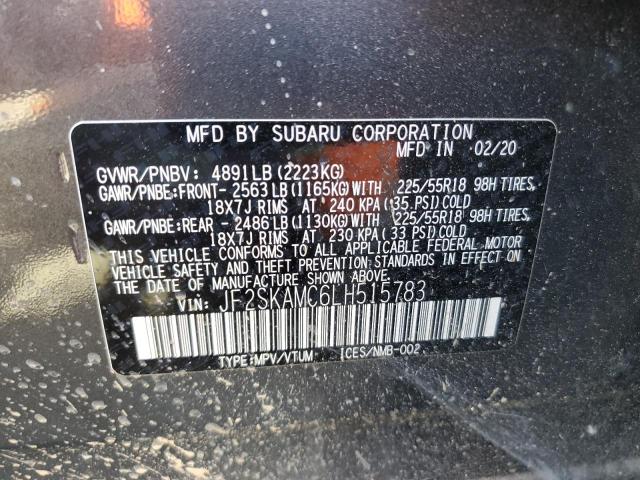 MFD BY SUBARU CORPORATION
MFD IN 02/20
GVWR/PNBV: 4891LB (2223KG)
GAWR/PNBE:FRONT- 2563LB (1165KG)WITH 225/55R18 98H TIRES,
18X7J RIMS AT 240 KPA (35 PSI)COLD
GAWR/PNBE:REAR - 2486LB (1130KG)WITH 225/55R18 98H TIRES,
18X7J RIMS AT 230 KPA (33 PSI)COLD
THIS VEHICLE CONFORMS TO ALL APPLICABLE FEDERAL MOTOR
VEHICLE SAFETY AND THEFT PREVENTION STANDARDS IN EFFECT ON
THE DATE OF MANUFACTURE SHOWN ABOVE.
VIN: JF2SKAMC6LH515783
TYPE:MPV/VTUM ICES/NMB-002